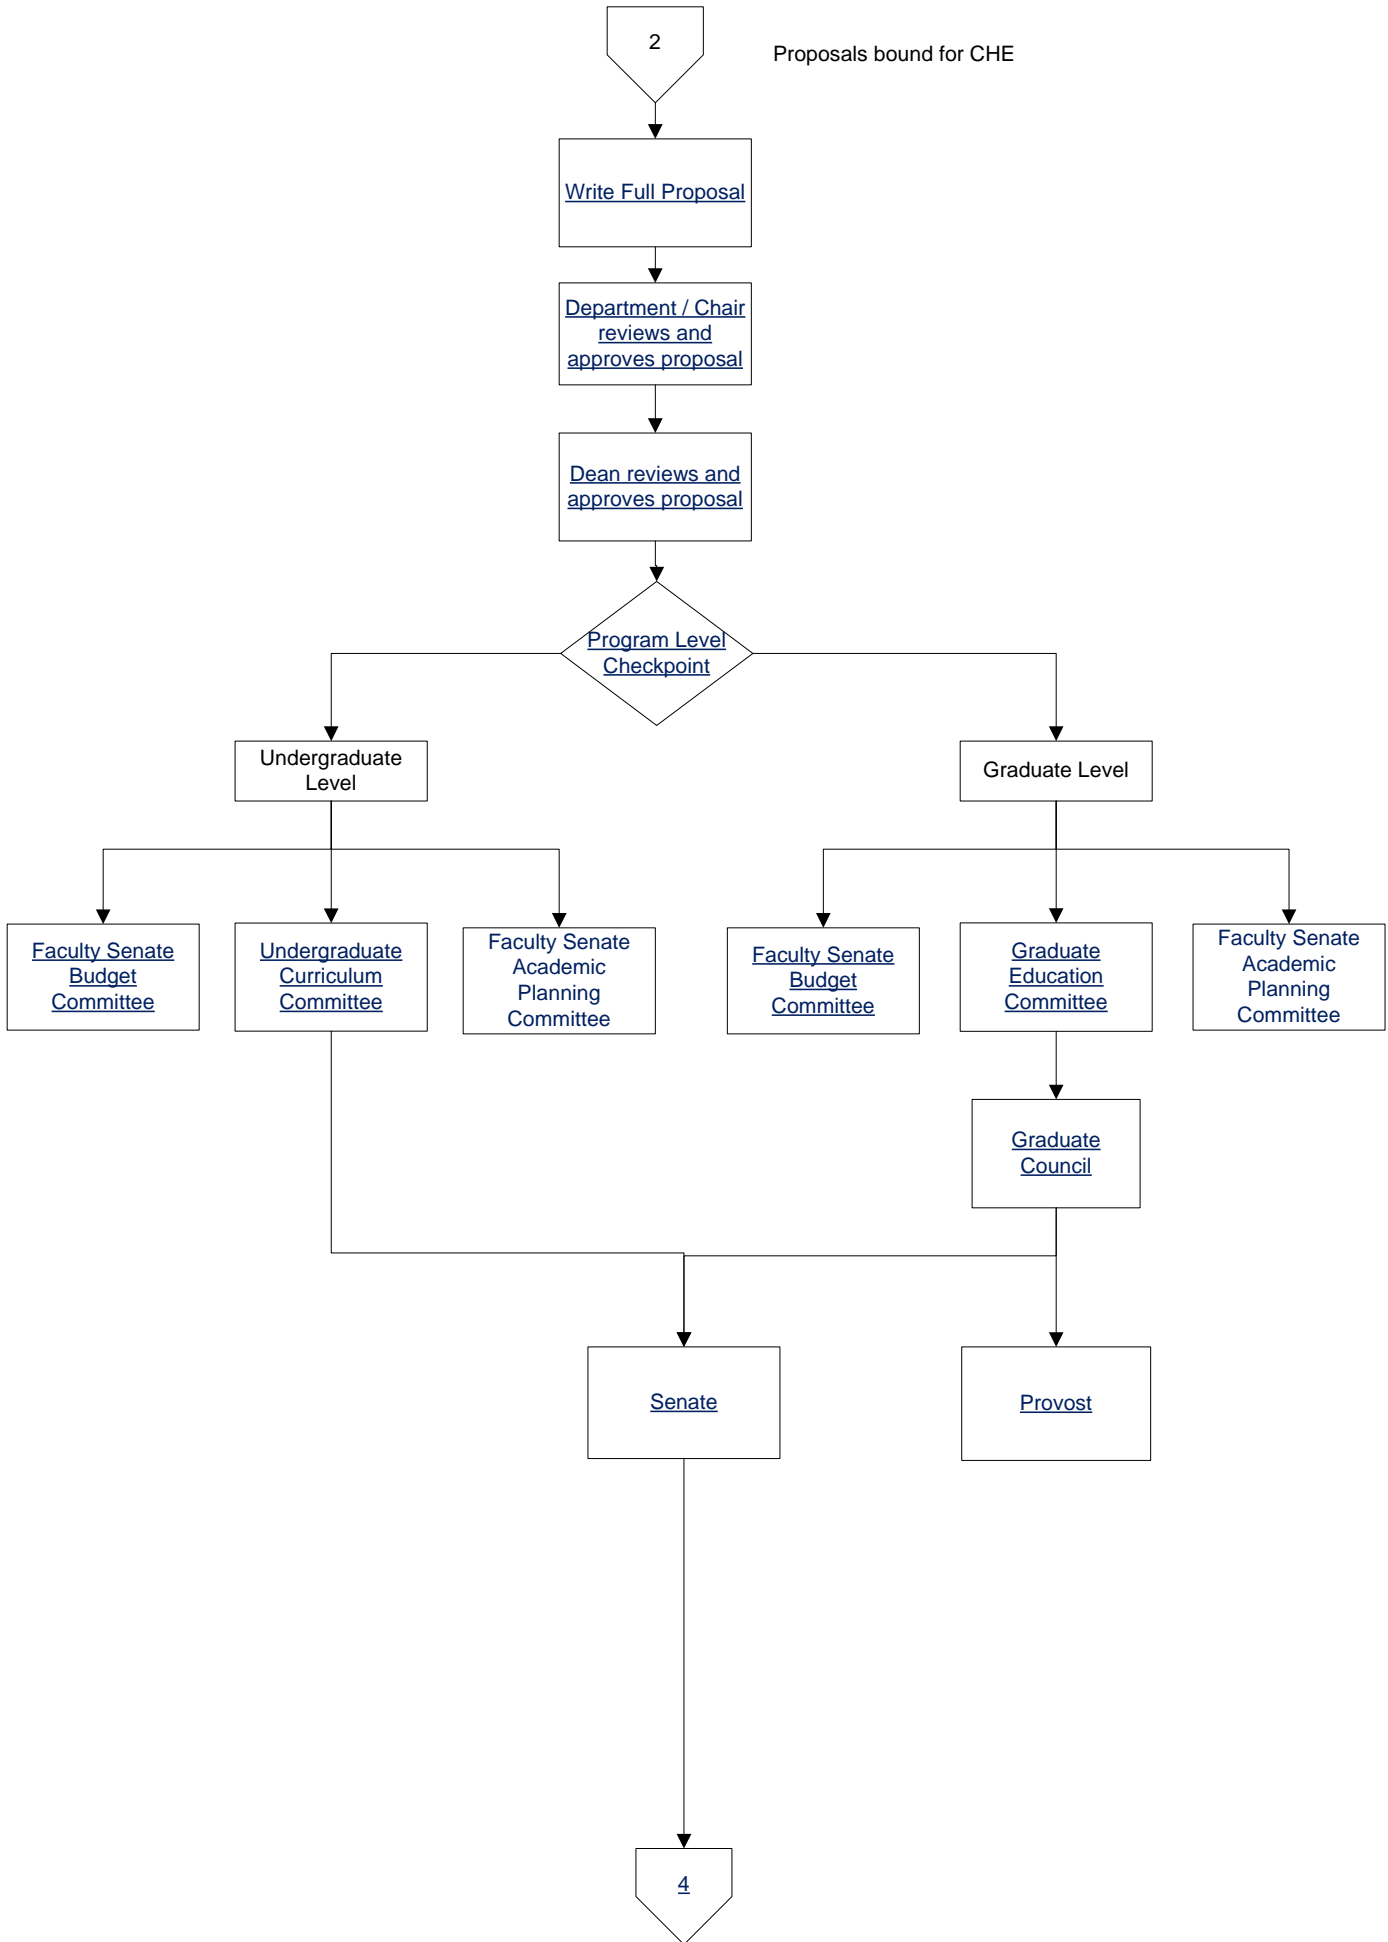 2
Proposals bound for CHE
Write Full Proposal
Department / Chair
reviews and
approves proposal
Dean reviews and
approves proposal
Program Level
Checkpoint
Undergraduate
Level
Graduate Level
Faculty Senate
Budget
Committee
Undergraduate
Curriculum
Committee
Faculty Senate
Academic
Planning
Committee
Faculty Senate
Budget
Committee
Graduate
Education
Committee
Faculty Senate
Academic
Planning
Committee
Graduate
Council
Senate
Provost
4